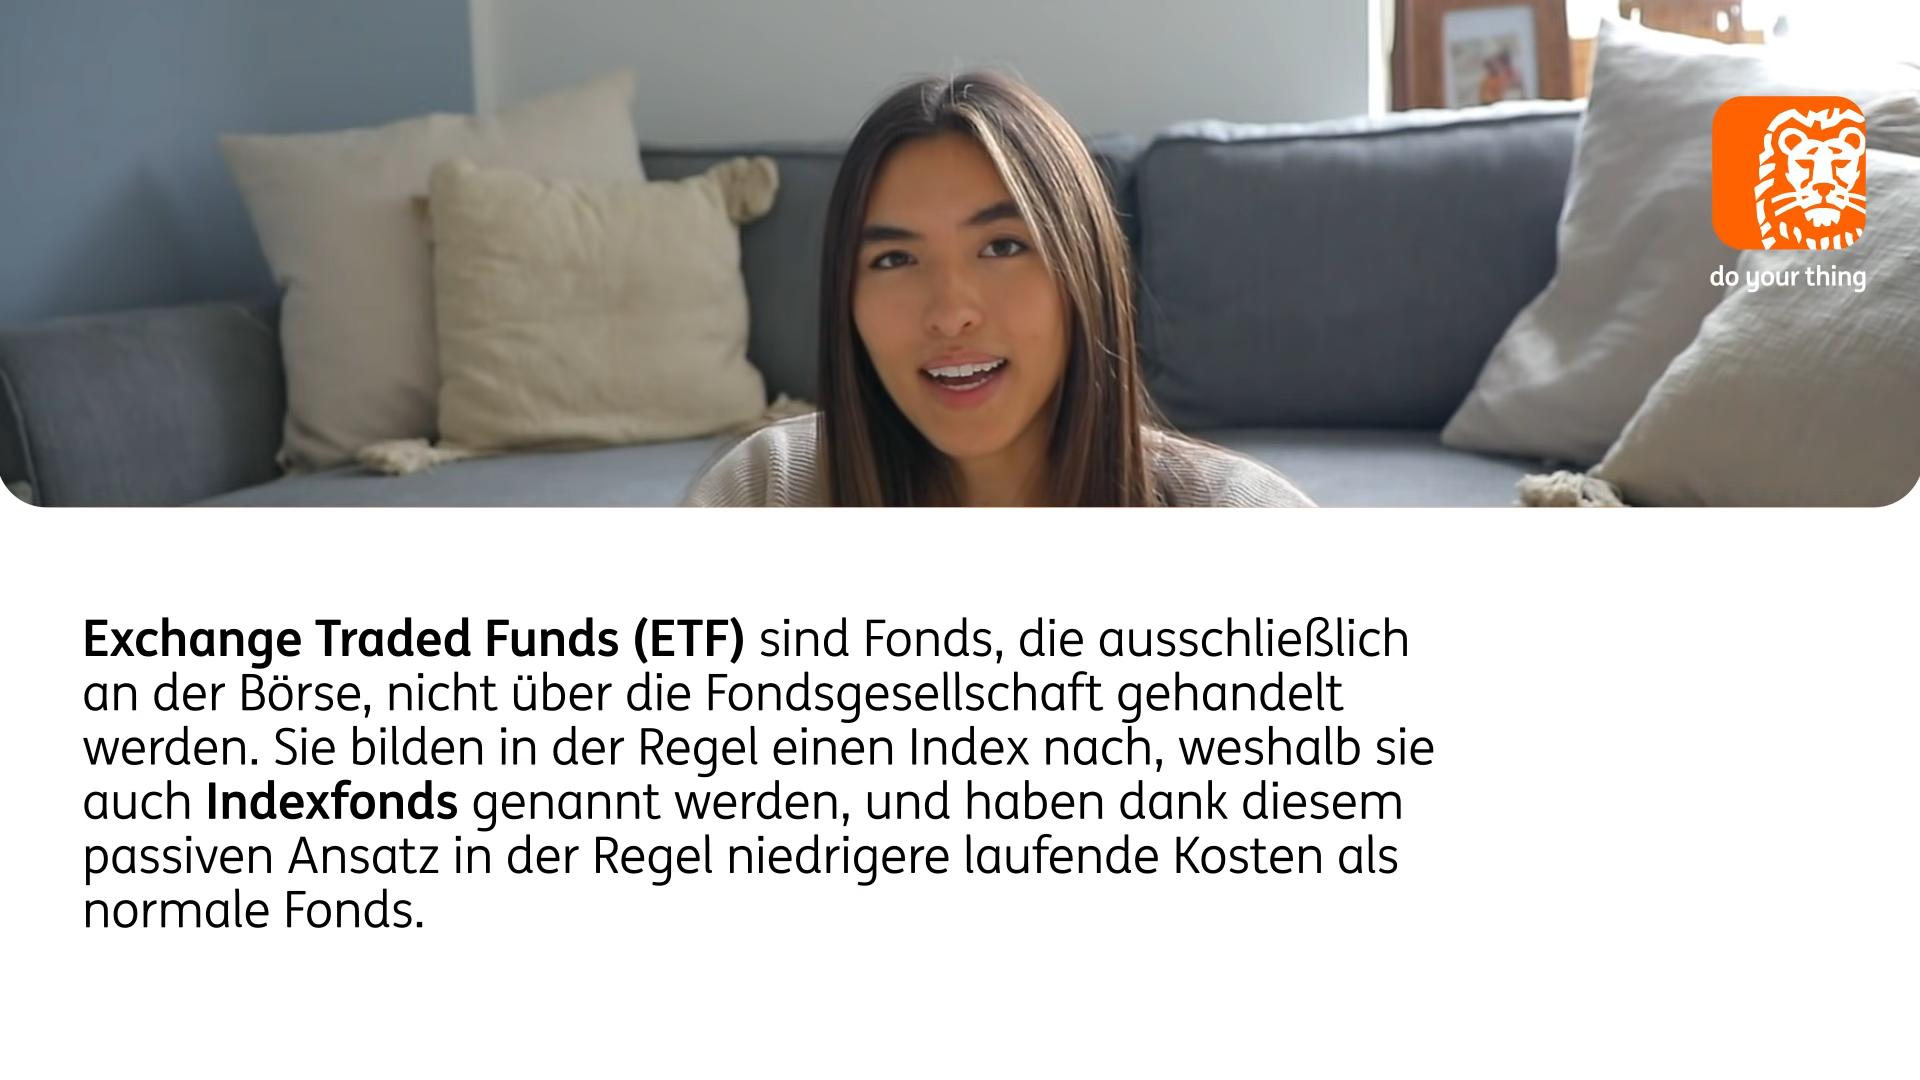 do your thing
Exchange Traded Funds (ETF) sind Fonds, die ausschließlich
an der Börse, nicht über die Fondsgesellschaft gehandelt
werden. Sie bilden in der Regel einen Index nach, weshalb sie
auch Indexfonds genannt werden, und haben dank diesem
passiven Ansatz in der Regel niedrigere laufende Kosten als
normale Fonds.